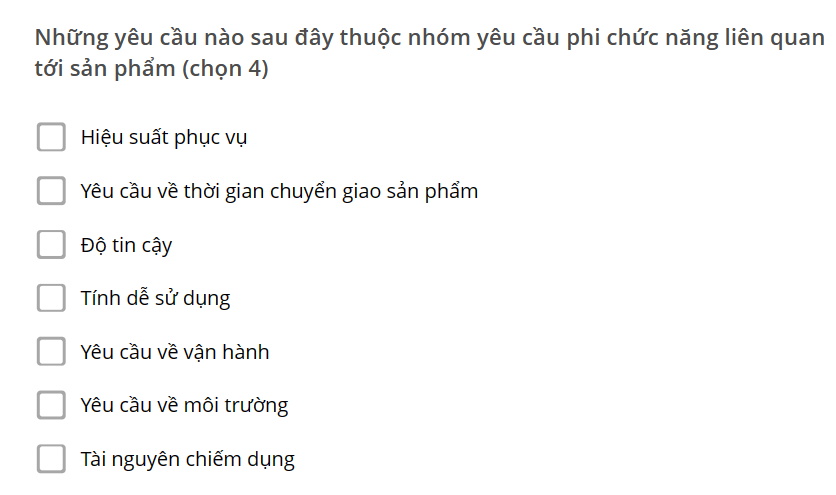 Những yêu cầu nào sau đây thuộc nhóm yêu cầu phi chức năng liên quan
tới sản phẩm (chọn 4)
Hiệu suất phục vụ
Yêu cầu về thời gian chuyển giao sản phẩm
Độ tin cậy
Tính dễ sử dụng
Yêu cầu về vận hành
Yêu cầu về môi trường
Tài nguyên chiếm dụng